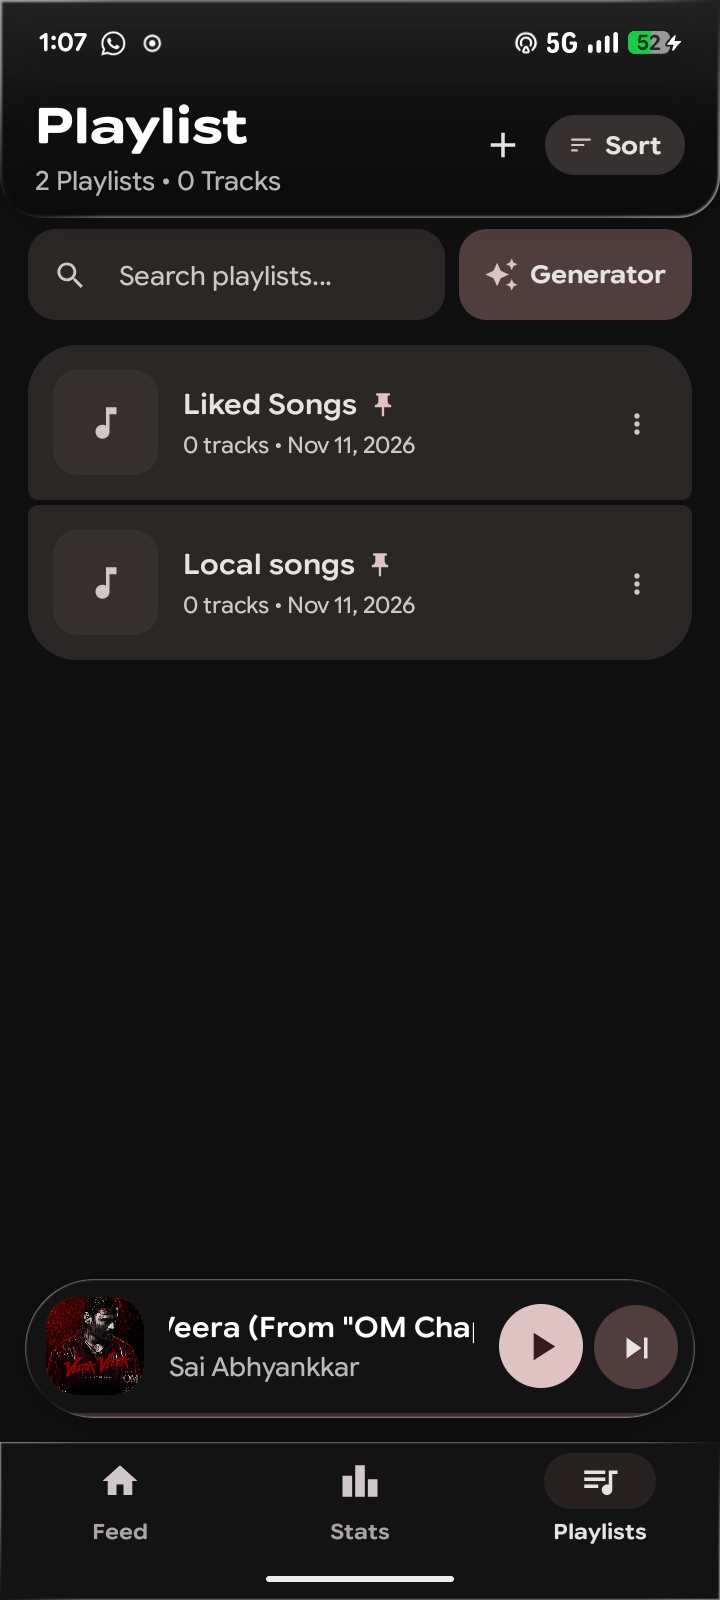 1:07 5G 52
Playlist
2 Playlists • 0 Tracks
Sort
Search playlists...
Generator
Liked Songs
0 tracks • Nov 11, 2026
Local songs
0 tracks • Nov 11, 2026
eera (From "OM Cha
Sai Abhyankkar
Feed
Stats
Playlists